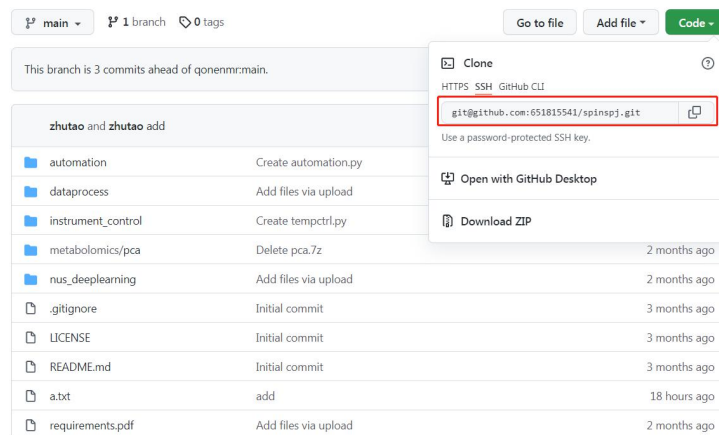 main 1 branch 0 tags Go to file Add file Code
This branch is 3 commits ahead of qonenmr:main.
Clone
HTTPS SSH GitHub CLI
git@github.com:651815541/spinspj.git
Use a password-protected SSH key.
Open with GitHub Desktop
Download ZIP
zhutao and zhutao add
automation Create automation.py
dataprocess Add files via upload
instrument_control Create tempctrl.py
metabolomics/pca Delete pca.7z 2 months ago
nus_deeplearning Add files via upload 2 months ago
.gitignore Initial commit 3 months ago
LICENSE Initial commit 3 months ago
README.md Initial commit 3 months ago
a.txt add 18 hours ago
requirements.pdf Add files via upload 2 months ago